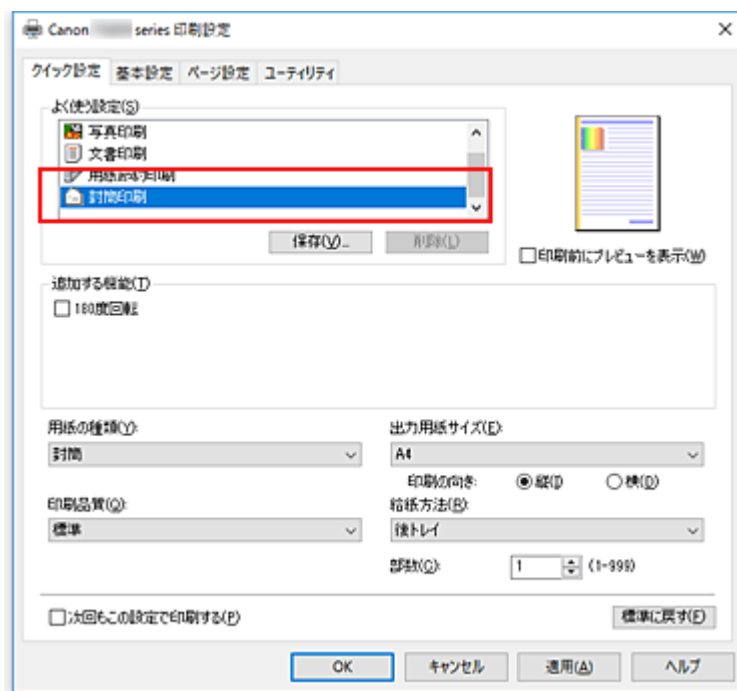 Canon series 印刷設定
クイック設定 基本設定 ページ設定 ユーティリティ
よく使う設定(S)
写真印刷
文書印刷
用紙節約印刷
封筒印刷
保存(V)... 削除(L)
印刷前にプレビューを表示(W)
追加する機能(T)
180度回転
用紙の種類(Y): 出力用紙サイズ(E):
封筒 A4
印刷の向き: 縦(I) 横(D)
印刷品質(Q): 給紙方法(R):
標準 後トレイ
部数(C): 1 (1-999)
次回もこの設定で印刷する(P) 標準に戻す(F)
OK キャンセル 適用(A) ヘルプ